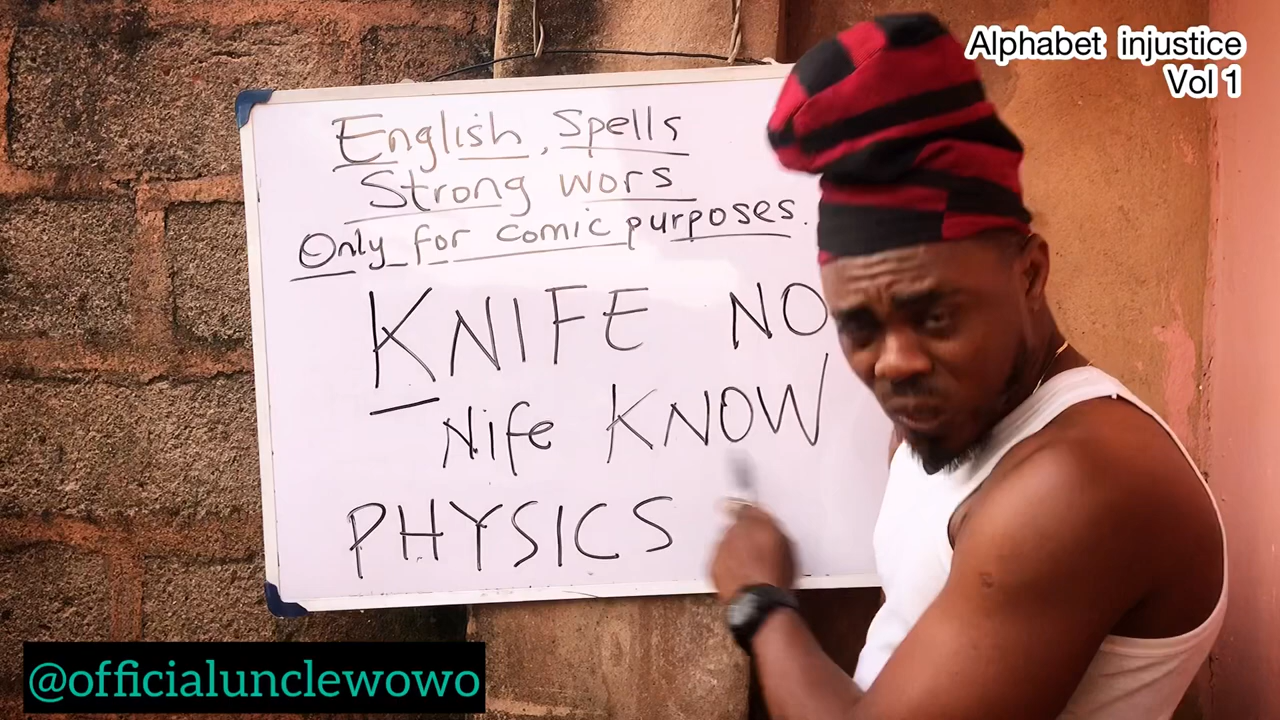 Alphabet injustice
Vol 1
English, Spells
Strong wors
Only for comic purposes.
KNIFE NO
Nife KNOW
PHYSICS
@officialunclewowo